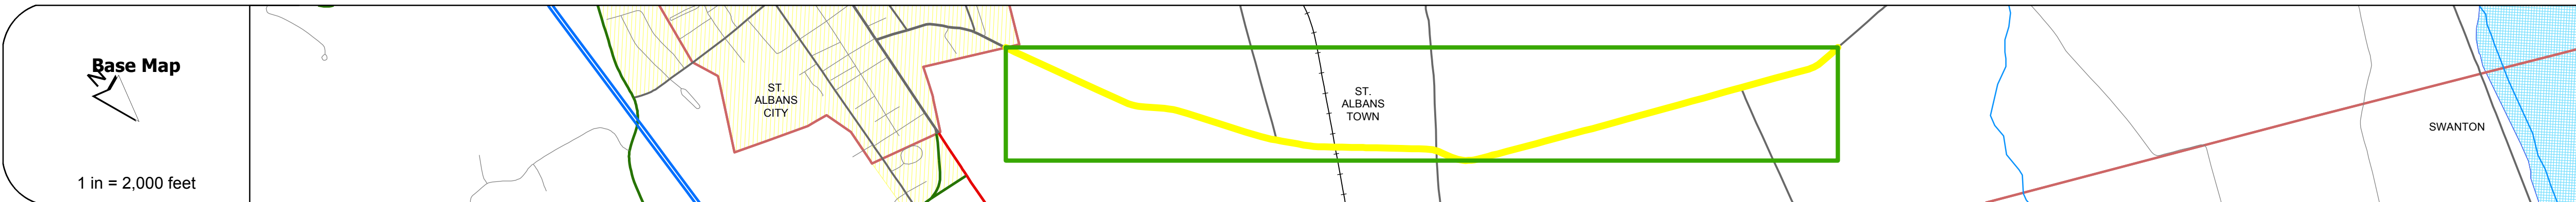 Base Map
N
1 in = 2,000 feet
ST.
ALBANS
CITY
ST.
ALBANS
TOWN
SWANTON